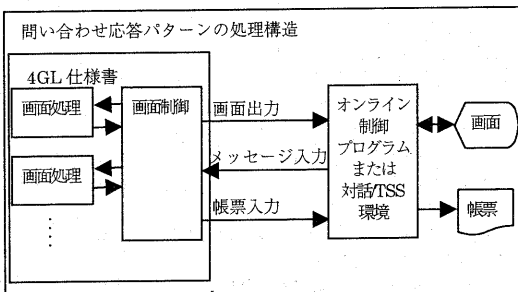 問い合わせ応答パターンの処理構造
4GL 仕様書
画面処理
画面処理
画面制御
画面出力
メッセージ入力
帳票入力
オンライン
制御
プログラム
または
対話/TSS
環境
画面
帳票